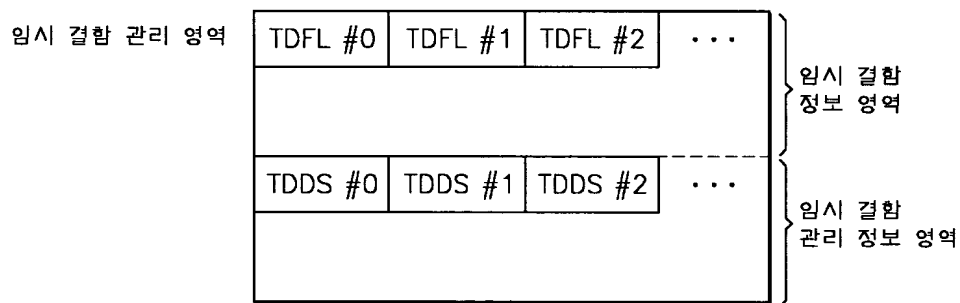 임시 결함 관리 영역
TDFL #0 TDFL #1 TDFL #2 ···
임시 결함
정보 영역
TDDS #0 TDDS #1 TDDS #2 ···
임시 결함
관리 정보 영역